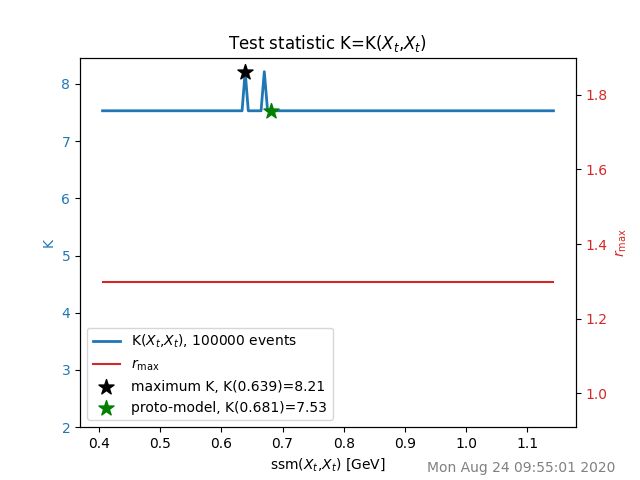 Test statistic K=K(Xₜ,Xₜ)
8
7
6
5
4
3
2
K
1.8
1.6
1.4
1.2
1.0
r_max
K(Xₜ,Xₜ), 100000 events
r_max
maximum K, K(0.639)=8.21
proto-model, K(0.681)=7.53
0.4 0.5 0.6 0.7 0.8 0.9 1.0 1.1
ssm(Xₜ,Xₜ) [GeV]
Mon Aug 24 09:55:01 2020